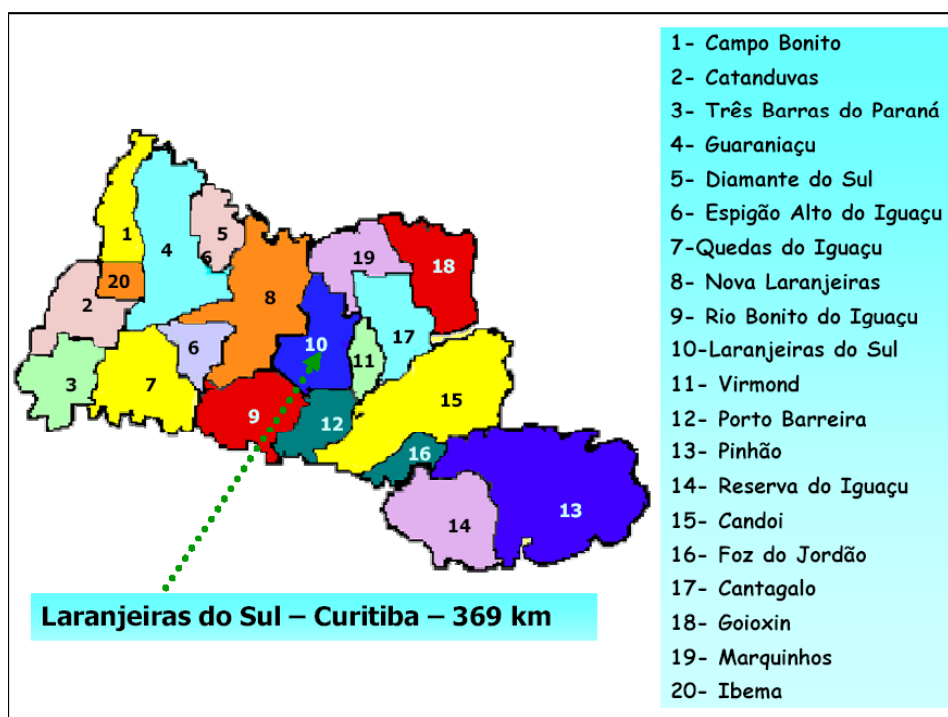 1- Campo Bonito
2- Catanduvas
3- Três Barras do Paraná
4- Guaraniaçu
5- Diamante do Sul
6- Espigão Alto do Iguaçu
7-Quedas do Iguaçu
8- Nova Laranjeiras
9- Rio Bonito do Iguaçu
10-Laranjeiras do Sul
11- Virmond
12- Porto Barreira
13- Pinhão
14- Reserva do Iguaçu
15- Candoi
16- Foz do Jordão
17- Cantagalo
18- Goioxin
19- Marquinhos
20- Ibema
1
4
5
6
19
18
20
2
8
17
6
10
11
3
7
15
9
12
16
14
13
Laranjeiras do Sul – Curitiba – 369 km